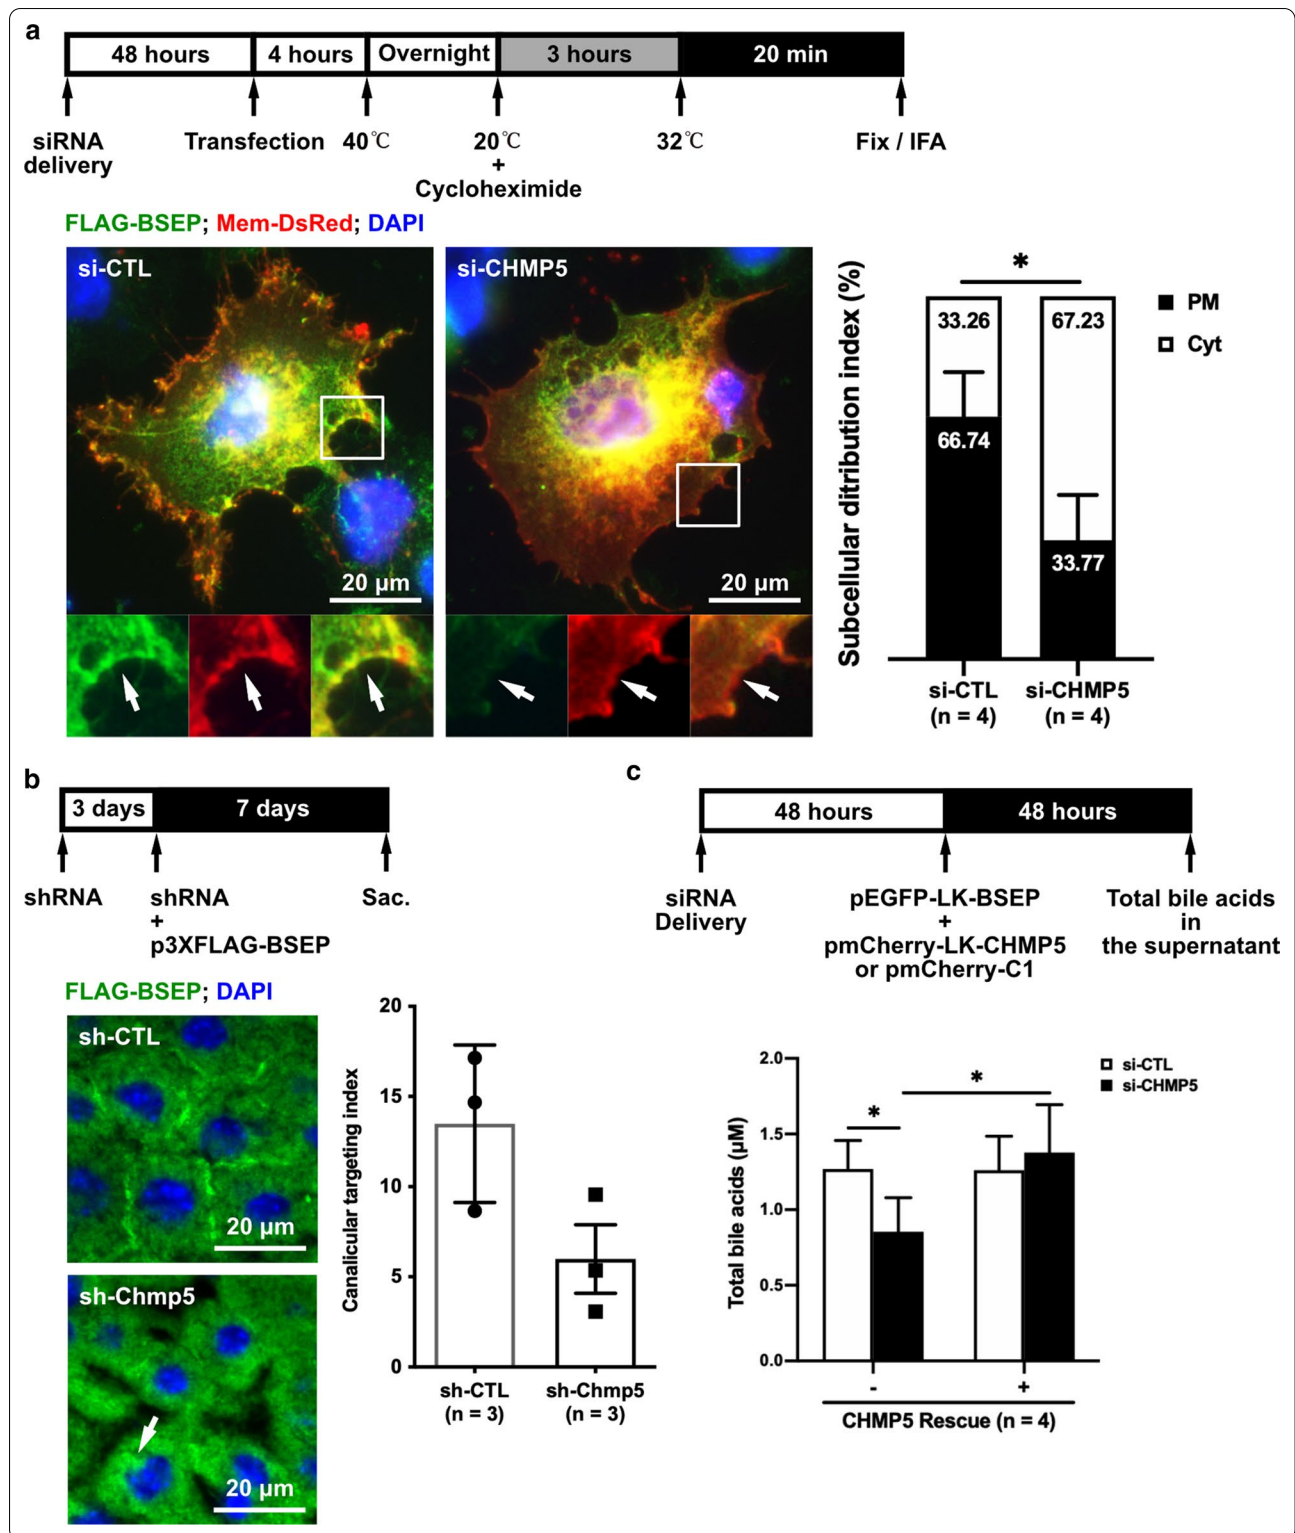 a
48 hours 4 hours Overnight 3 hours 20 min
siRNA delivery
Transfection
40℃
20℃
+
Cycloheximide
32℃
Fix / IFA
FLAG-BSEP; Mem-DsRed; DAPI
si-CTL
20 µm
si-CHMP5
20 µm
Subcellular ditribution index (%)
*
33.26
67.23
66.74
33.77
PM
Cyt
si-CTL
(n = 4)
si-CHMP5
(n = 4)
b
3 days 7 days
shRNA
shRNA
+
p3XFLAG-BSEP
Sac.
FLAG-BSEP; DAPI
sh-CTL
20 µm
sh-Chmp5
20 µm
Canalicular targeting index
20
15
10
5
0
sh-CTL
(n = 3)
sh-Chmp5
(n = 3)
c
48 hours 48 hours
siRNA
Delivery
pEGFP-LK-BSEP
+
pmCherry-LK-CHMP5
or pmCherry-C1
Total bile acids
in
the supernatant
Total bile acids (µM)
2.0
1.5
1.0
0.5
0.0
*
*
si-CTL
si-CHMP5
- +
CHMP5 Rescue (n = 4)